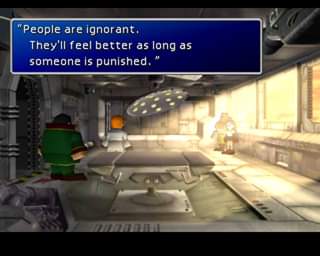 “People are ignorant.
They'll feel better as long as
someone is punished. ”